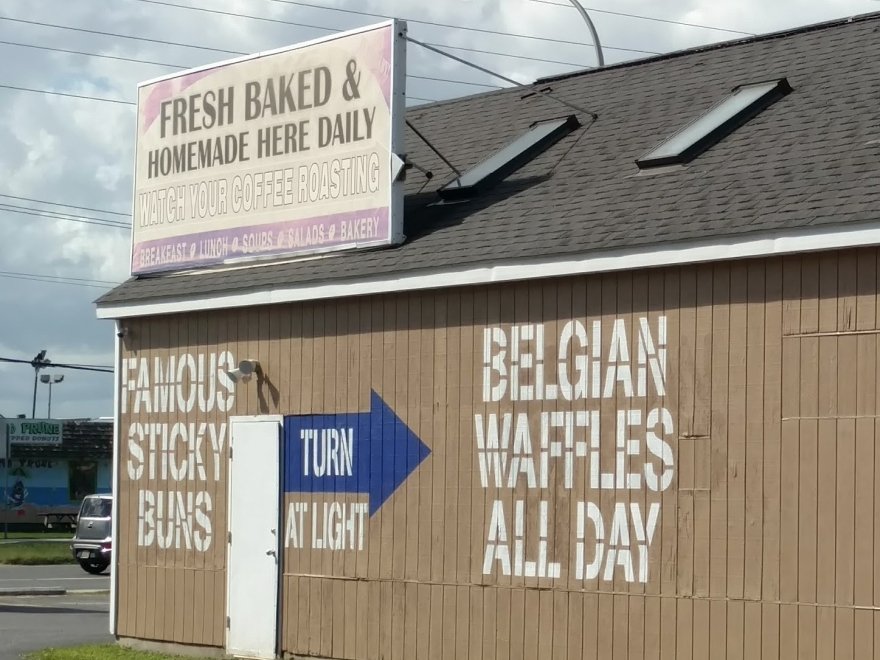 FRESH BAKED &
HOMEMADE HERE DAILY
WATCH YOUR COFFEE ROASTING
BREAKFAST LUNCH SOUPS SALADS BAKERY
FAMOUS
STICKY
BUNS
TURN
AT LIGHT
BELGIAN
WAFFLES
ALL DAY